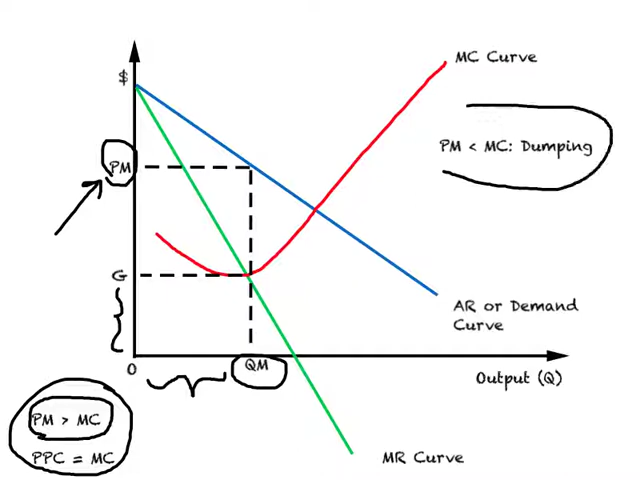 $
MC Curve
PM < MC: Dumping
PM
G
AR or Demand
Curve
0
QM
Output (Q)
PM > MC
PPC = MC
MR Curve